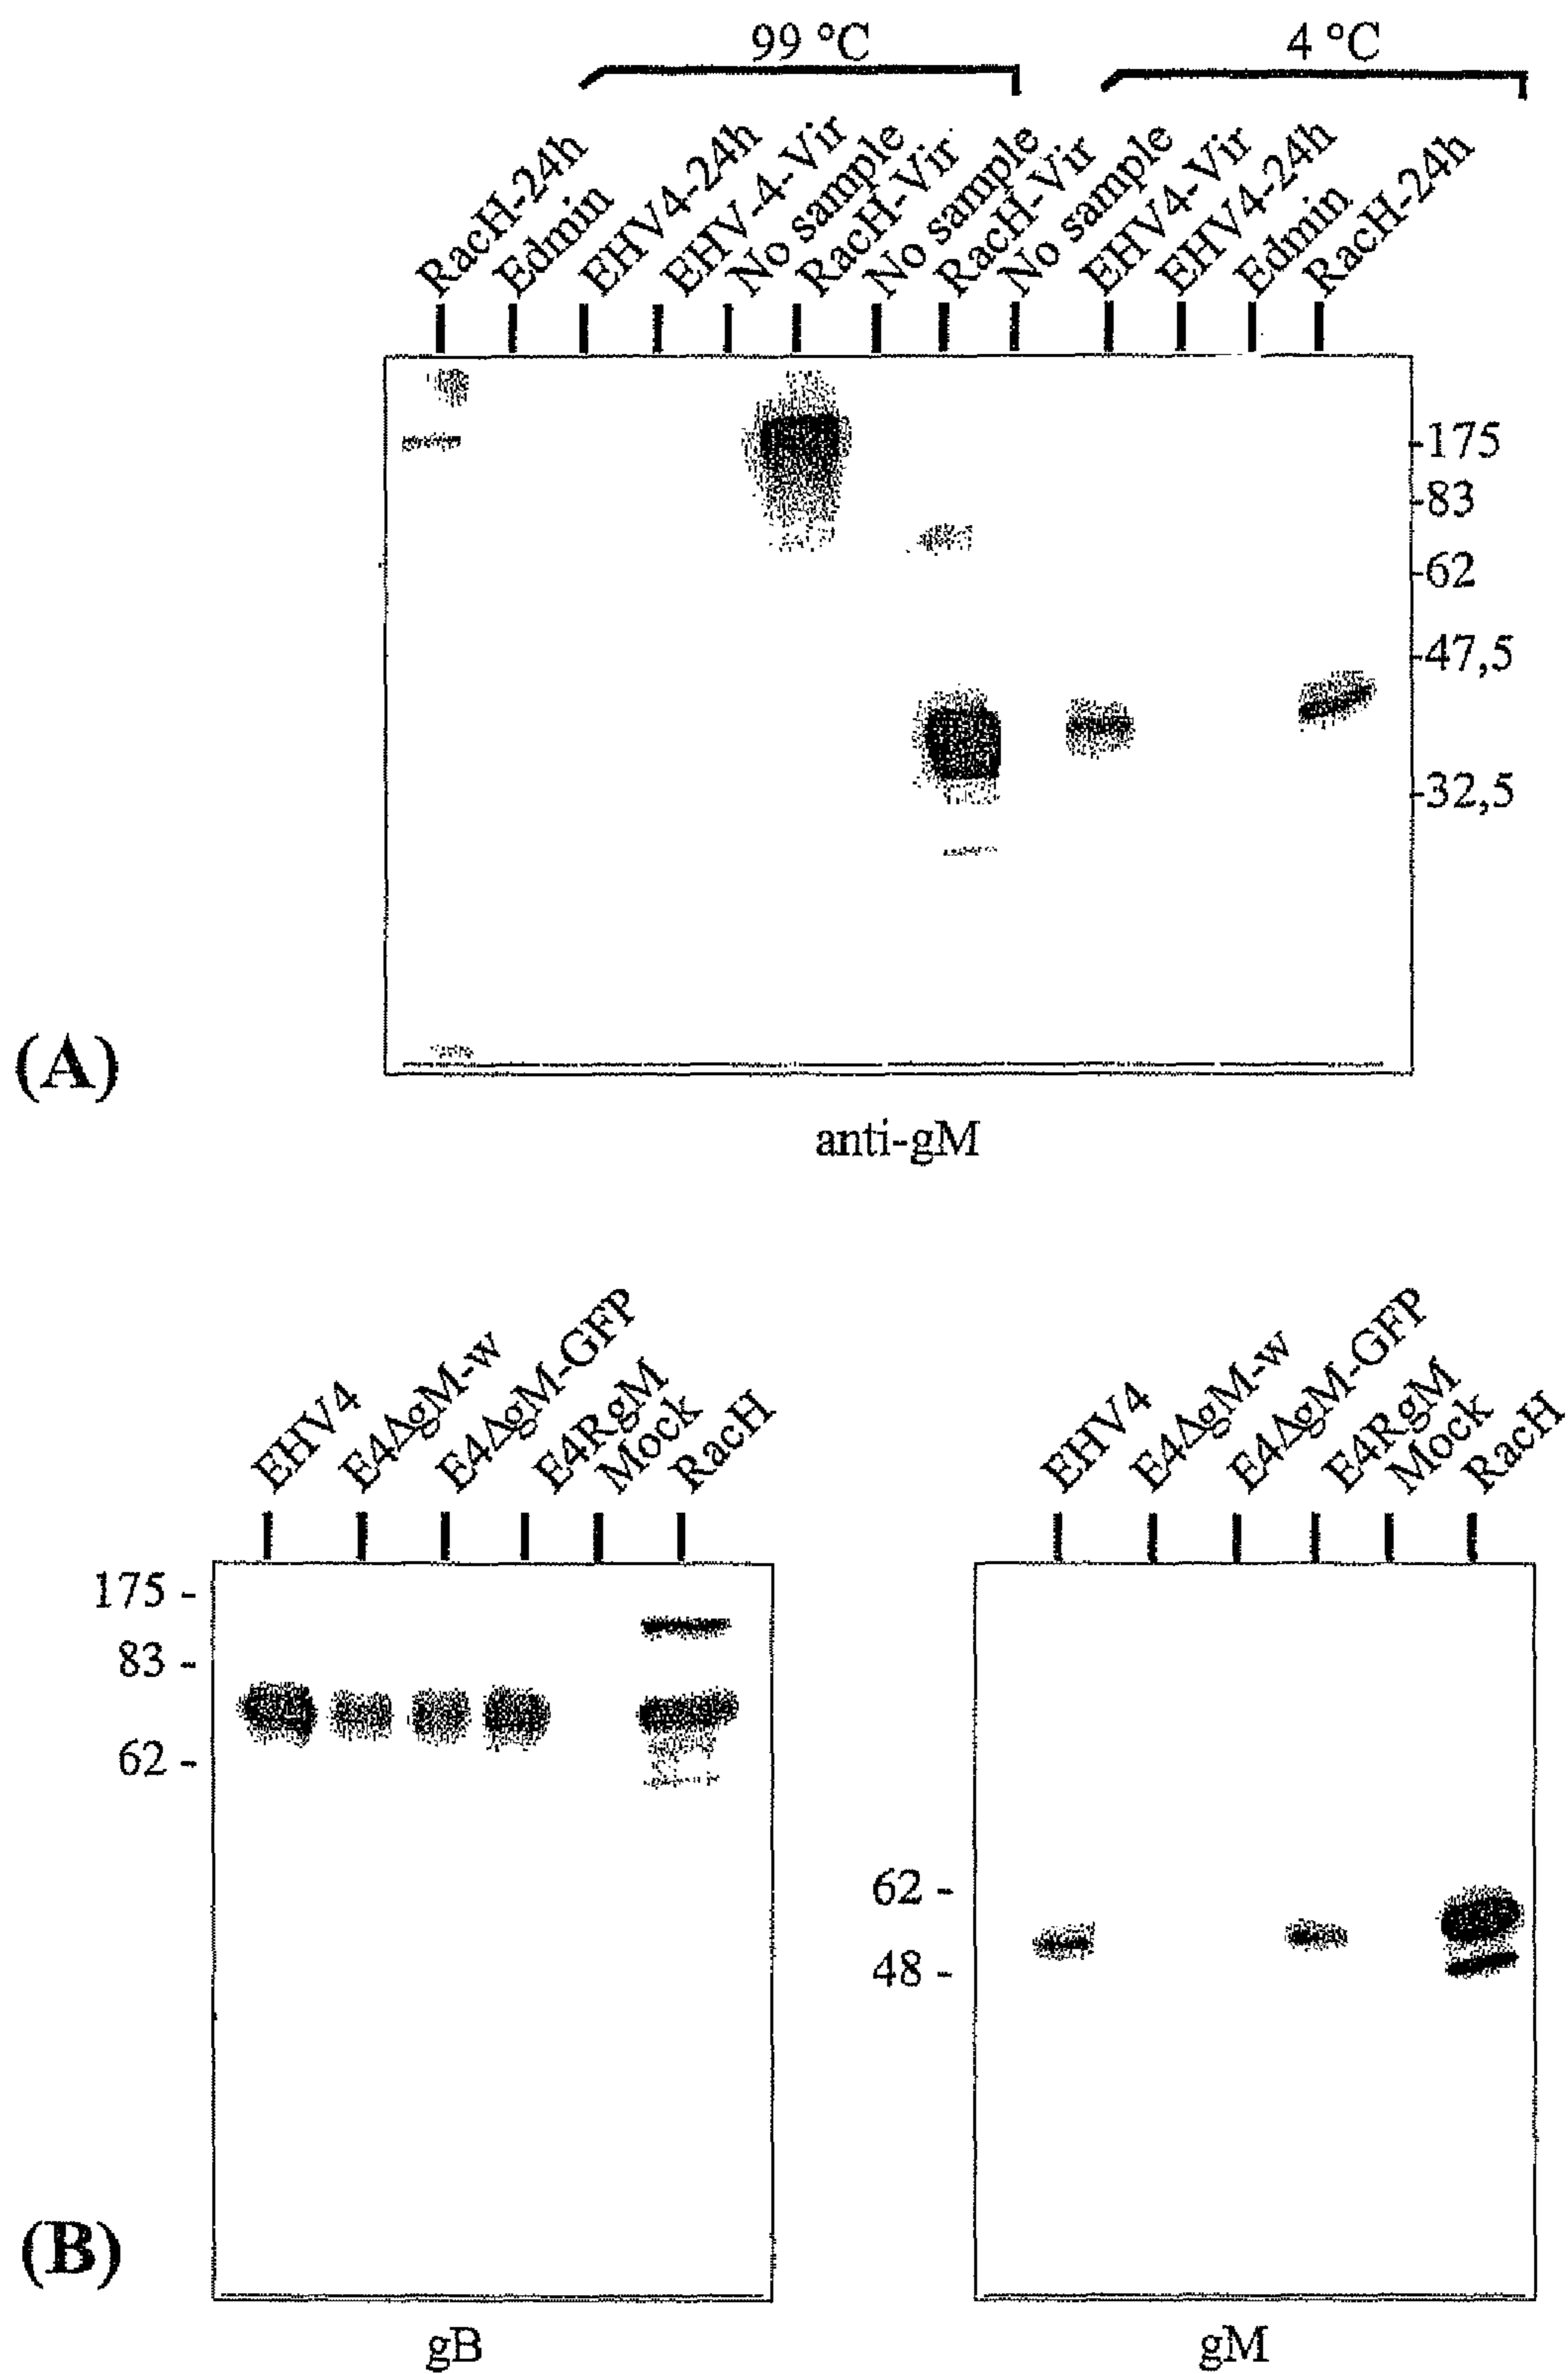 99 °C
4 °C
RacH-24h
Edmin
EHV4-24h
EHV-4-Vir
No sample
RacH-Vir
No sample
RacH-Vir
No sample
EHV4-Vir
EHV4-24h
Edmin
RacH-24h
-175
-83
-62
-47,5
-32,5
(A)
anti-gM
EHV4
E4ΔgM-w
E4ΔgM-GFP
E4RgM
Mock
RacH
175 -
83 -
62 -
gB
EHV4
E4ΔgM-w
E4ΔgM-GFP
E4RgM
Mock
RacH
62 -
48 -
gM
(B)